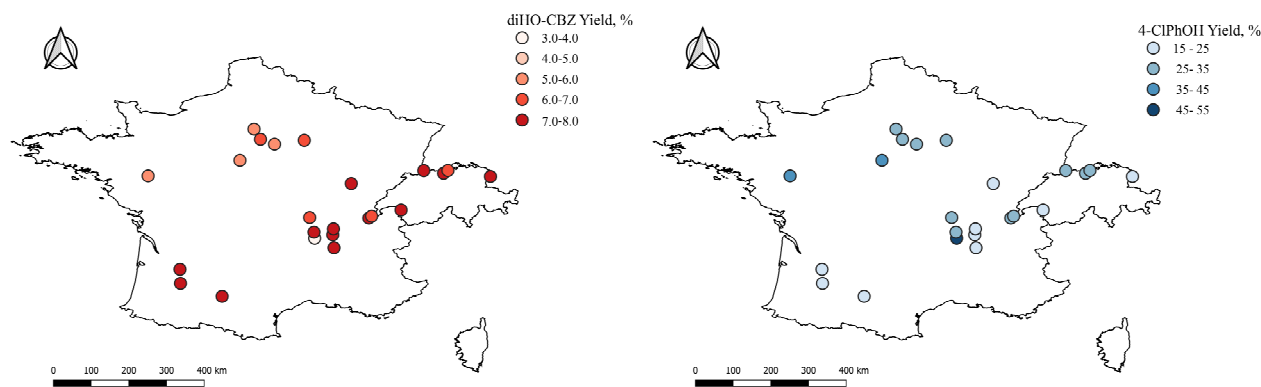 diHO-CBZ Yield, %
3.0-4.0
4.0-5.0
5.0-6.0
6.0-7.0
7.0-8.0
0 100 200 300 400 km
4-ClPhOH Yield, %
15 - 25
25- 35
35- 45
45- 55
0 100 200 300 400 km